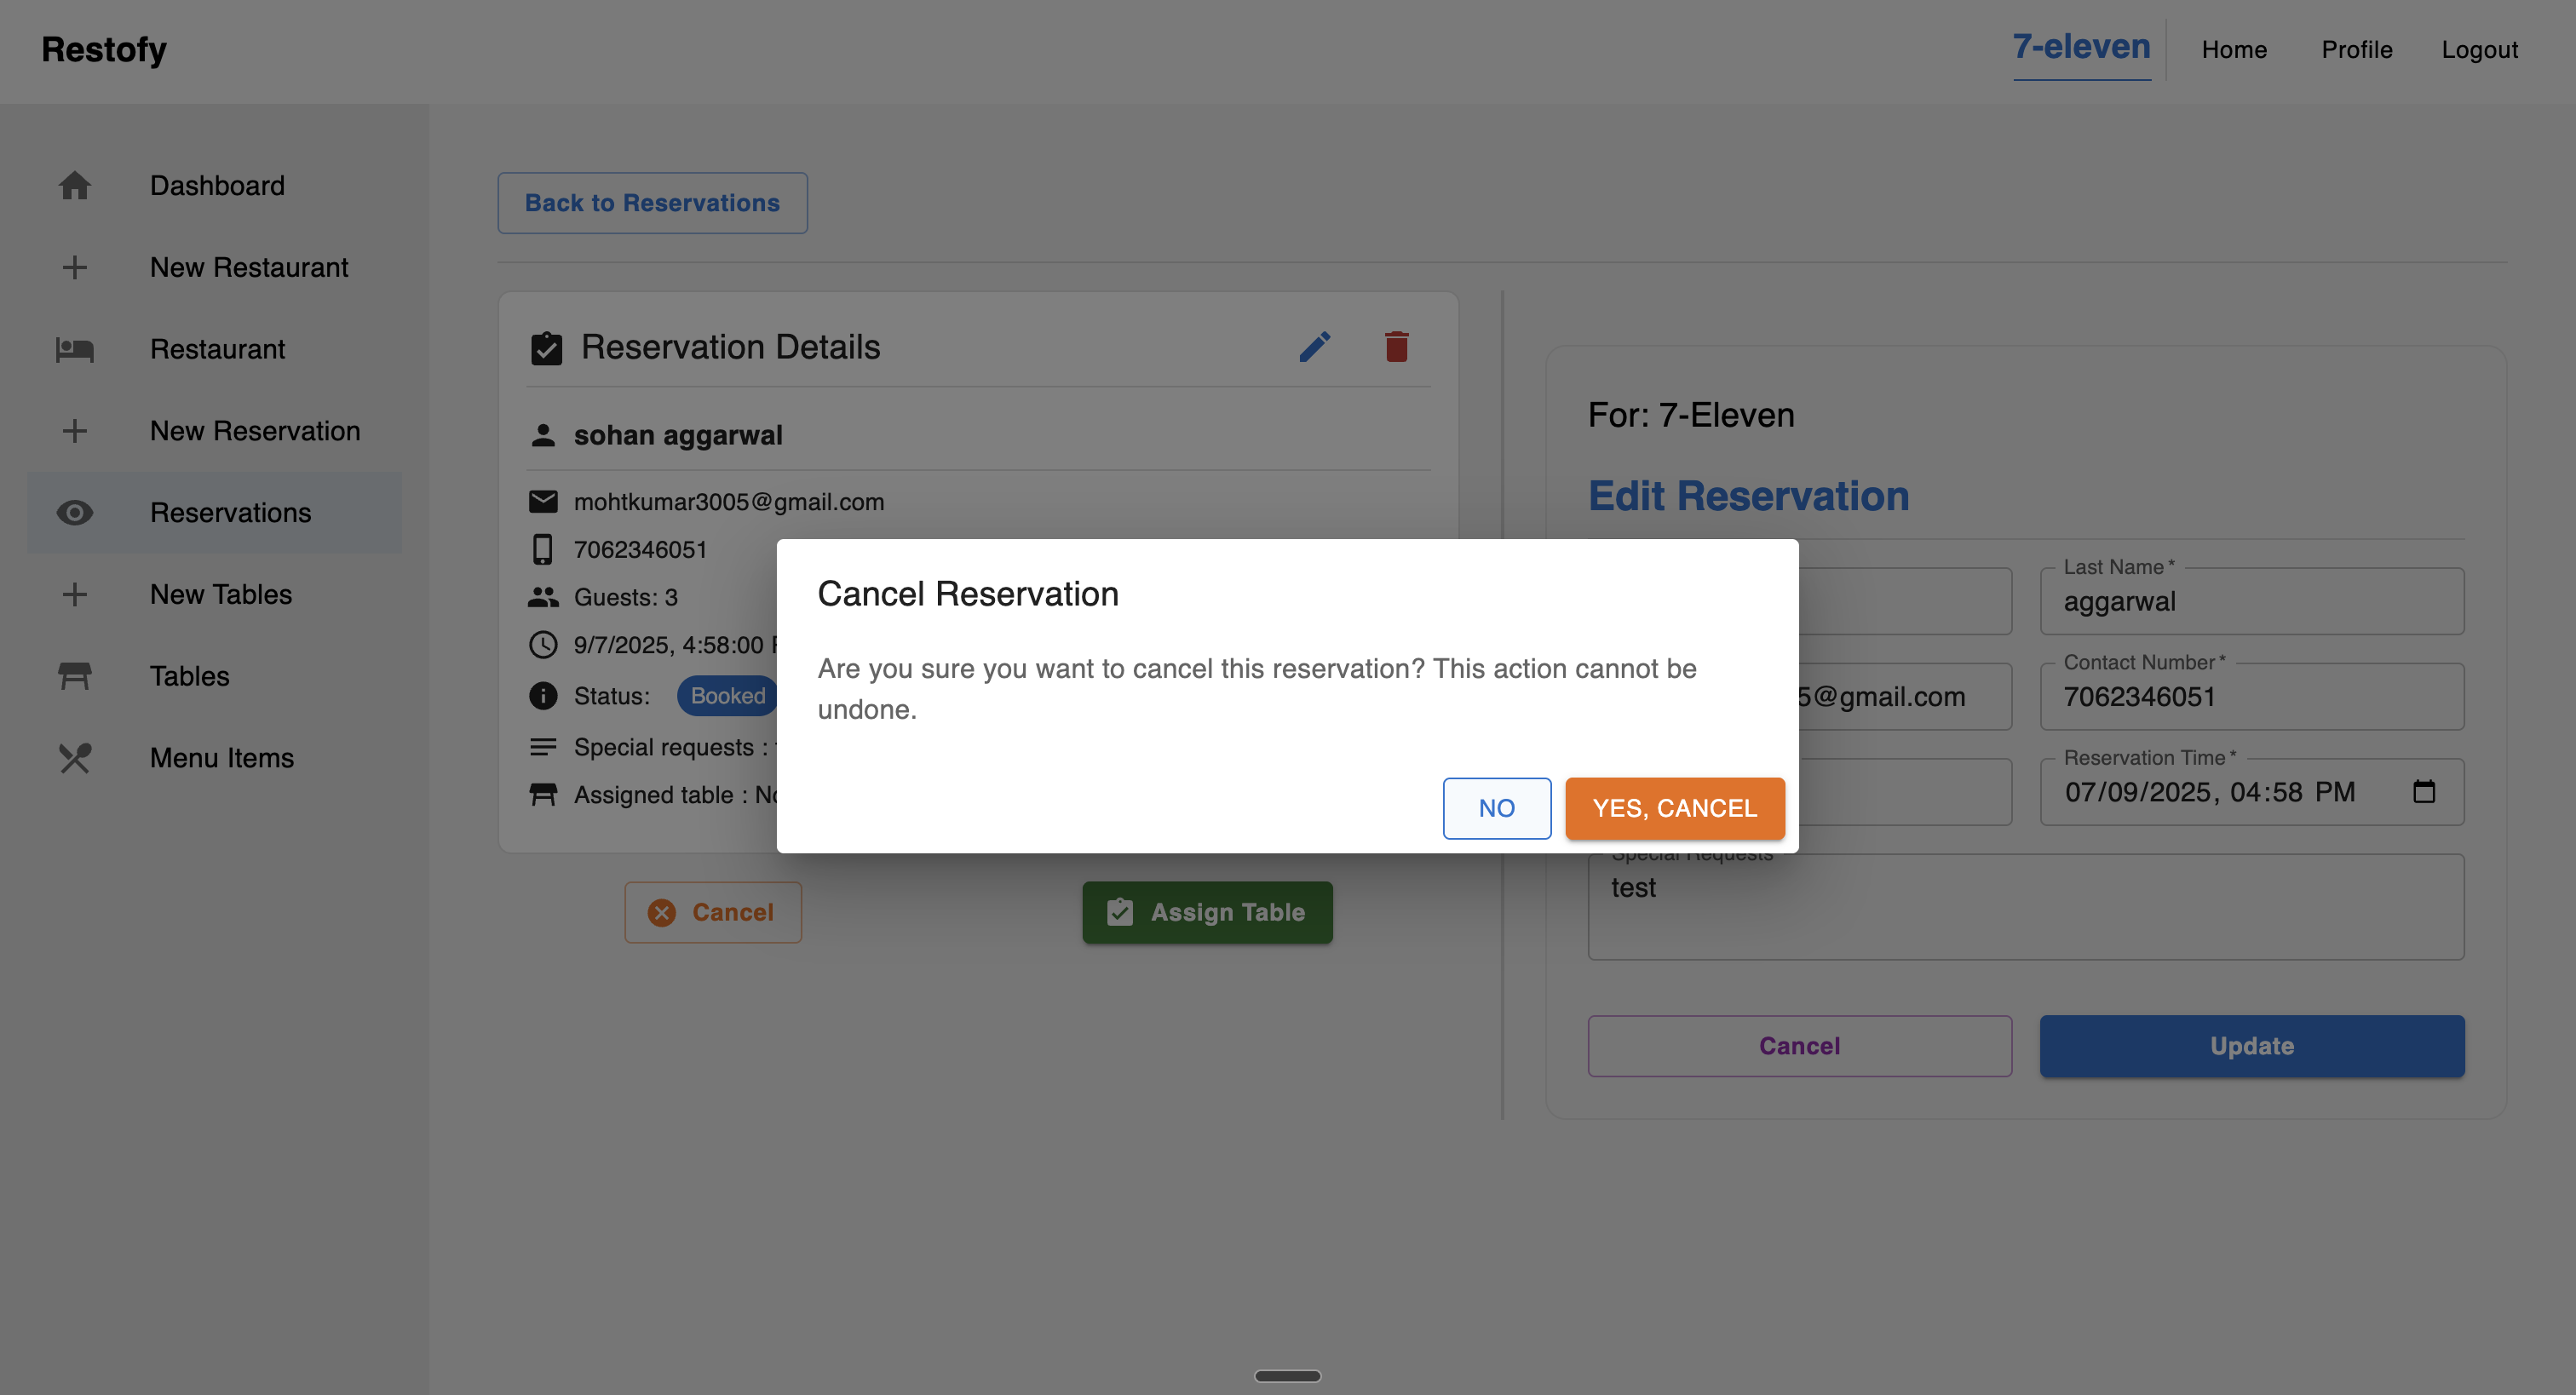 Restofy
7-eleven
Home
Profile
Logout
Dashboard
New Restaurant
Restaurant
New Reservation
Reservations
New Tables
Tables
Menu Items
Back to Reservations
Reservation Details
sohan aggarwal
mohtkumar3005@gmail.com
7062346051
Guests: 3
9/7/2025, 4:58:00
Status: Booked
Special requests :
Assigned table :
Cancel
Assign Table
Cancel Reservation
Are you sure you want to cancel this reservation? This action cannot be
undone.
NO
YES, CANCEL
For: 7-Eleven
Edit Reservation
Last Name *
aggarwal
5@gmail.com
Contact Number *
7062346051
Reservation Time *
07/09/2025, 04:58 PM
Special Requests
test
Cancel
Update